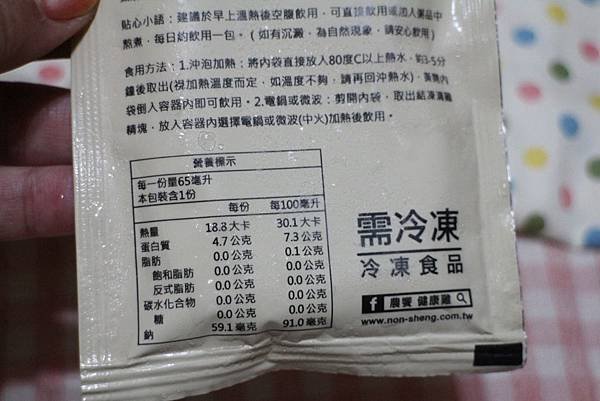 貼心小語：建議於早上溫熱後空腹飲用，可直接飲用或加入粥品中
熬煮，每日約飲用一包。（如有沉澱，為自然現象，請安心飲用）
食用方法：1.沖泡加熱：將內袋直接放入80度C以上熱水，約3-5分
鐘後取出(視加熱溫度而定，如溫度不夠，請再回沖熱水)，
袋倒入容器內即可飲用。2.電鍋或微波：剪開內袋，取出結凍滴雞
精塊，放入容器內選擇電鍋或微波(中火)加熱後飲用。
營養標示
每一份量65毫升
本包裝含1份
每份 每100毫升
熱量 18.8 大卡 30.1 大卡
蛋白質 4.7 公克 7.3 公克
脂肪 0.0 公克 0.1 公克
飽和脂肪 0.0 公克 0.0 公克
反式脂肪 0.0 公克 0.0 公克
碳水化合物 0.0 公克 0.0 公克
糖 0.0 公克 0.0 公克
鈉 59.1 毫克 91.0 毫克
需冷凍
冷凍食品
f 農饗 健康雞
www.non-sheng.com.tw